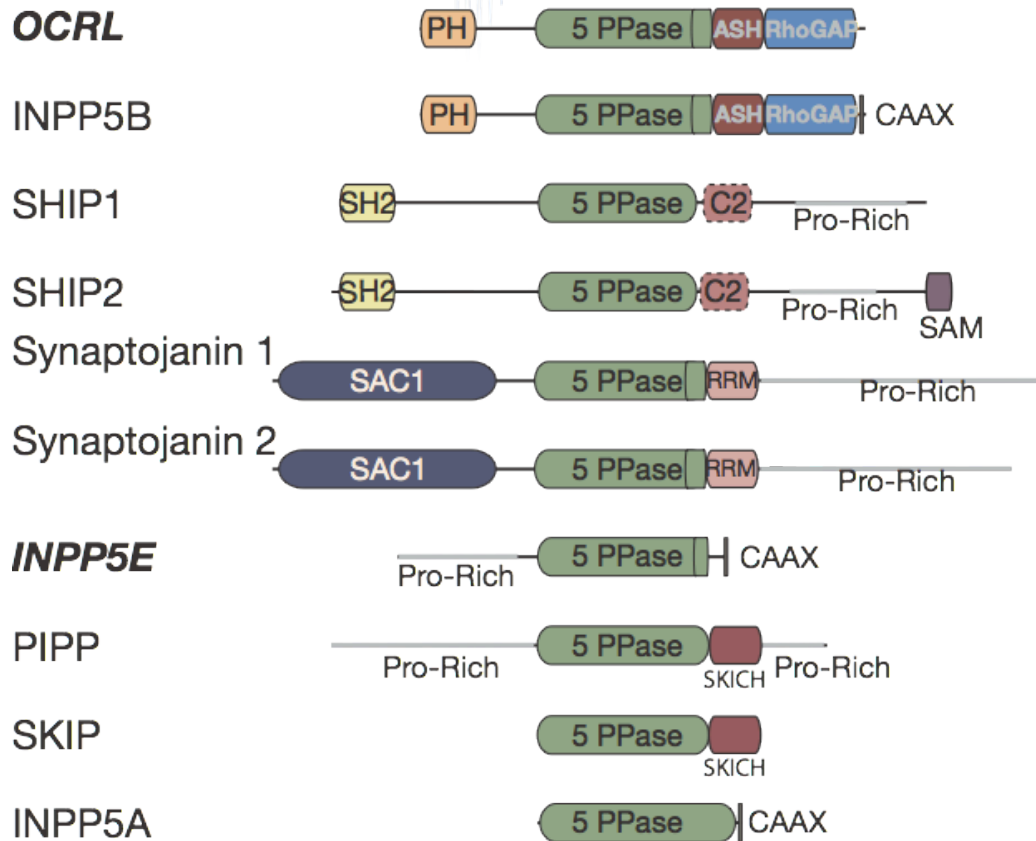 OCRL PH 5 PPase ASH RhoGAP
INPP5B PH 5 PPase ASH RhoGAP CAAX
SHIP1 SH2 5 PPase C2
Pro-Rich
SHIP2 SH2 5 PPase C2
Pro-Rich SAM
Synaptojanin 1
SAC1 5 PPase RRM
Pro-Rich
Synaptojanin 2
SAC1 5 PPase RRM
Pro-Rich
INPP5E 5 PPase CAAX
Pro-Rich
PIPP 5 PPase
Pro-Rich SKICH Pro-Rich
SKIP 5 PPase
SKICH
INPP5A 5 PPase CAAX